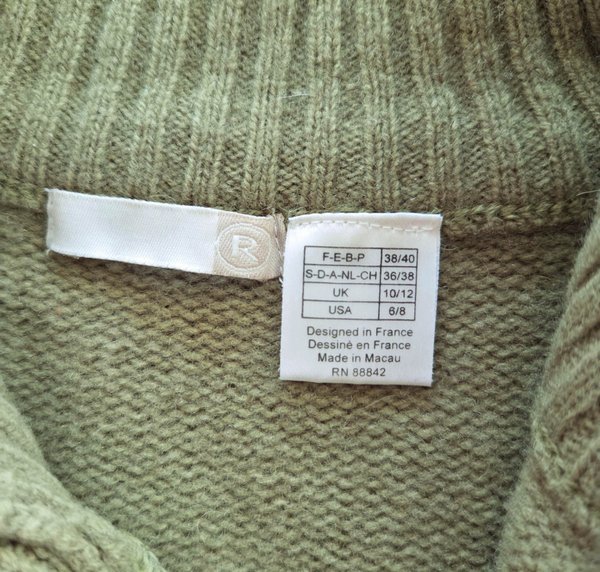 R
F-E-B-P 38/40
S-D-A-NL-CH 36/38
UK 10/12
USA 6/8
Designed in France
Dessiné en France
Made in Macau
RN 88842